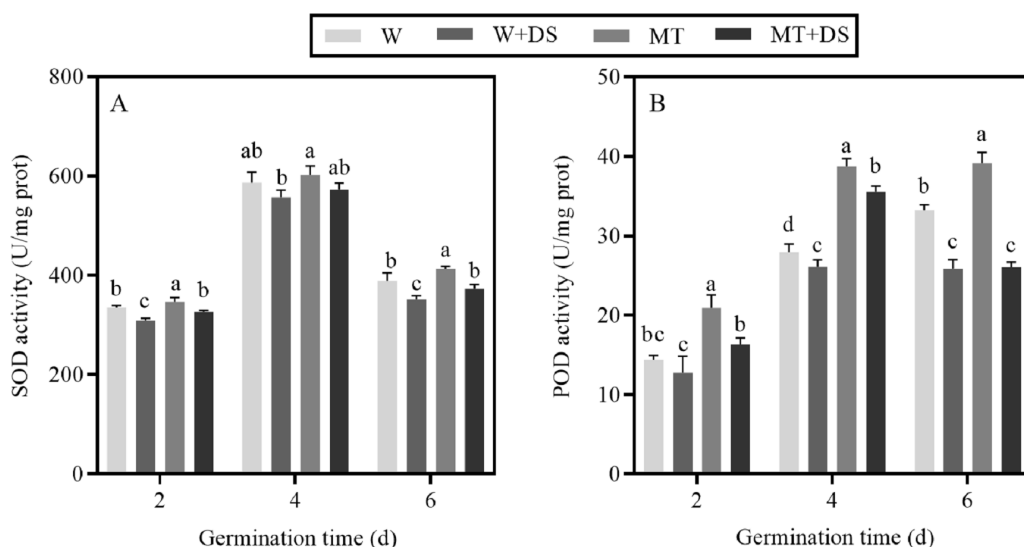 W W+DS MT MT+DS
A
SOD activity (U/mg prot)
800
600
400
200
0
b c a b
ab b a ab
b c a b
2 4 6
Germination time (d)
B
POD activity (U/mg prot)
50
40
30
20
10
0
bc c a b
d c a b
b c a c
2 4 6
Germination time (d)